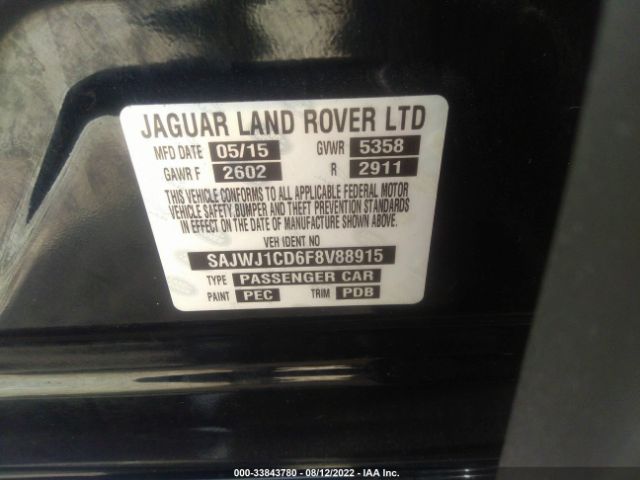 JAGUAR LAND ROVER LTD
MFD DATE 05/15 GVWR 5358
GAWR F 2602 R 2911
THIS VEHICLE CONFORMS TO ALL APPLICABLE FEDERAL MOTOR
VEHICLE SAFETY,BUMPER AND THEFT PREVENTION STANDARDS
IN EFFECT ON THE DATE OF MANUFACTURE SHOWN ABOVE.
VEH IDENT NO
SAJWJ1CD6F8V88915
TYPE PASSENGER CAR
PAINT PEC TRIM PDB
000-33843780 - 08/12/2022 - IAA Inc.